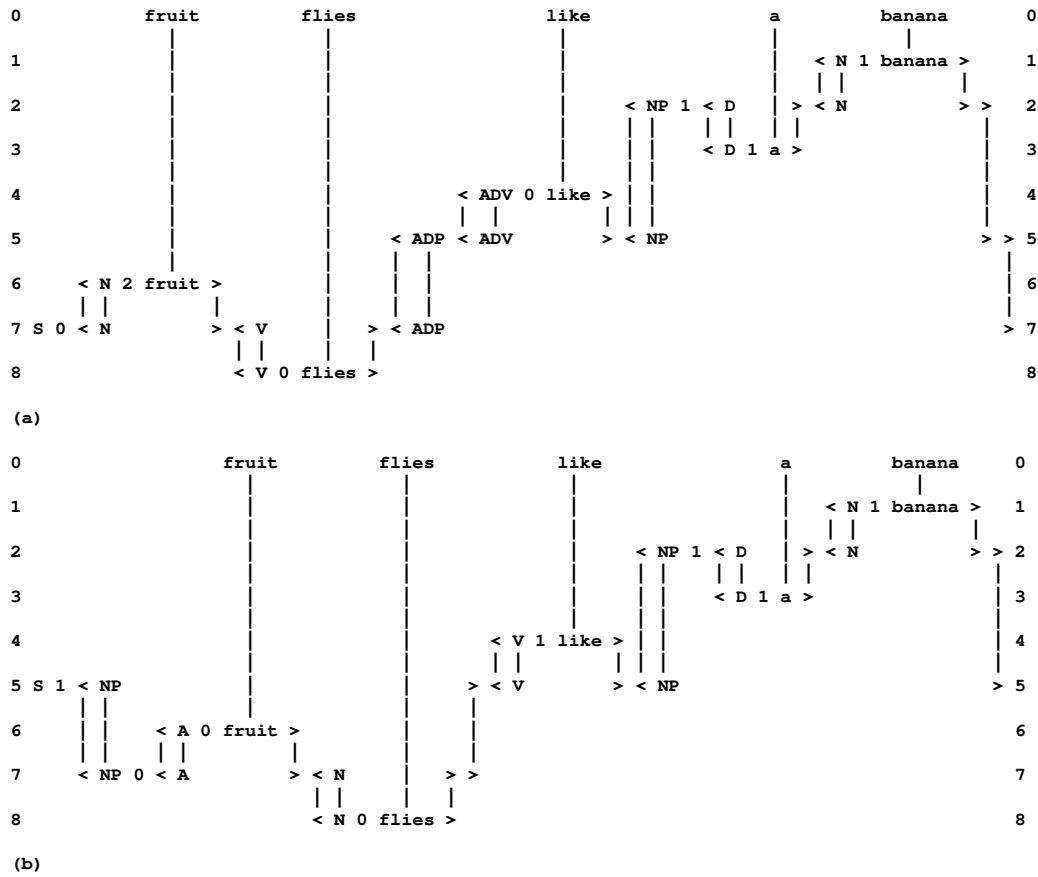 0 fruit flies like a banana 0
1 < N 1 banana > 1
2 < NP 1 < D > < N > > 2
3 < D 1 a > 3
4 < ADV 0 like > 4
5 < ADP < ADV > < NP > > 5
6 < N 2 fruit > 6
7 S 0 < N > < V > < ADP > 7
8 < V 0 flies > 8
(a)
0 fruit flies like a banana 0
1 < N 1 banana > 1
2 < NP 1 < D > < N > > 2
3 < D 1 a > 3
4 < V 1 like > 4
5 S 1 < NP > < V > < NP > 5
6 < A 0 fruit > 6
7 < NP 0 < A > < N > > 7
8 < N 0 flies > 8
(b)